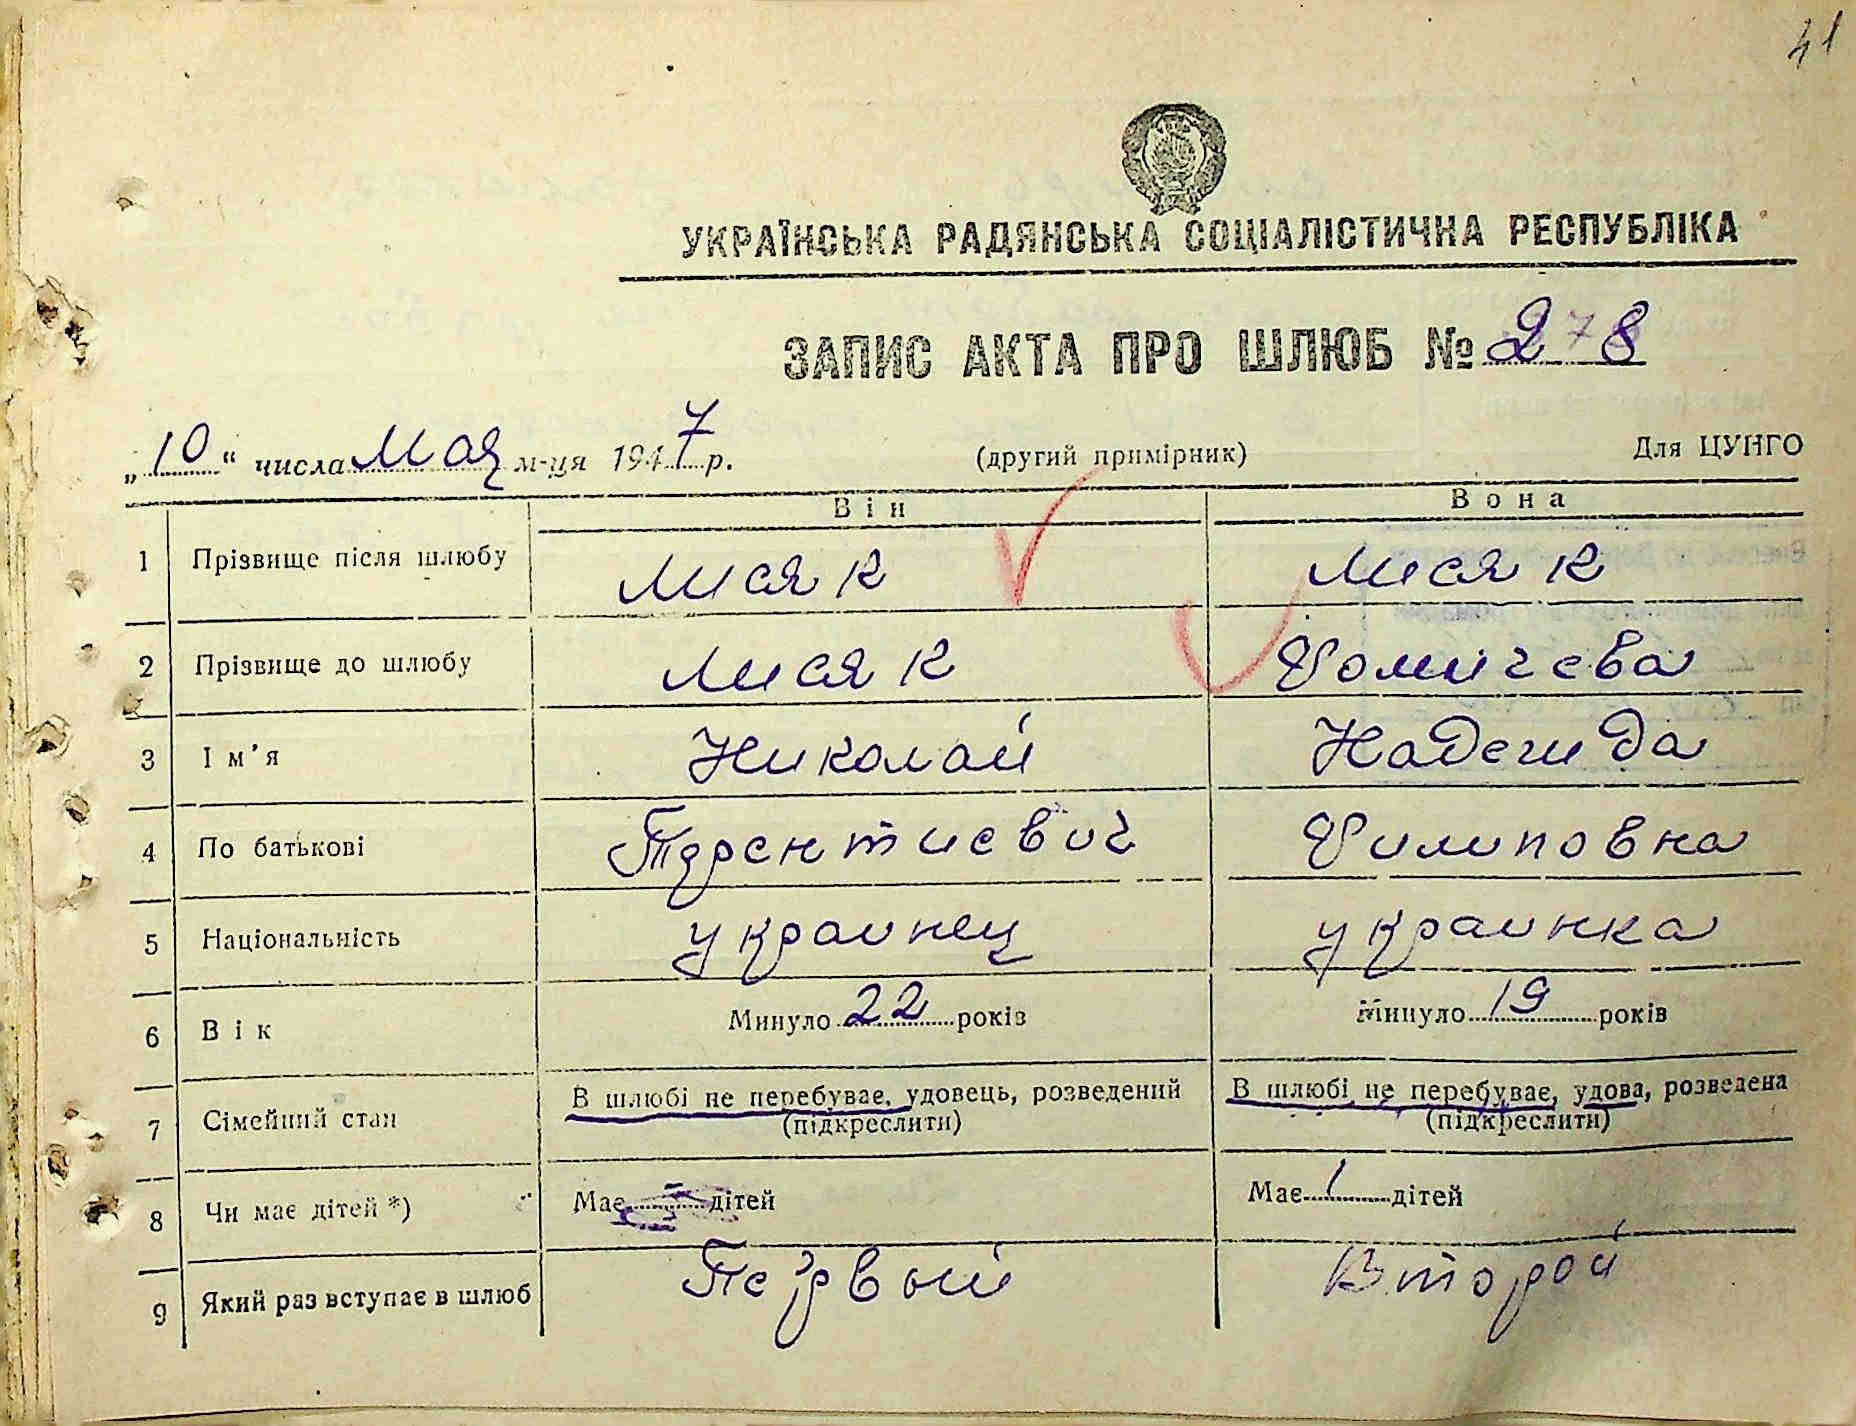 41
УКРАЇНСЬКА РАДЯНСЬКА СОЦІАЛІСТИЧНА РЕСПУБЛІКА
ЗАПИС АКТА ПРО ШЛЮБ № 278
„10“ числа Мая м-ця 1947 р. (другий примірник) Для ЦУНГО
Він Вона
1 Прізвище після шлюбу Лисяк Лисяк
2 Прізвище до шлюбу Лисяк Фомичева
3 Ім'я Николай Надежда
4 По батькові Терентиевич Филиповна
5 Національність украинец украинка
6 Вік Минуло 22 років Минуло 19 років
7 Сімейний стан В шлюбі не перебуває, удовець, розведений В шлюбі не перебуває, удова, розведена
(підкреслити) (підкреслити)
8 Чи має дітей *) Має дітей Має 1 дітей
9 Який раз вступає в шлюб Первый Второй